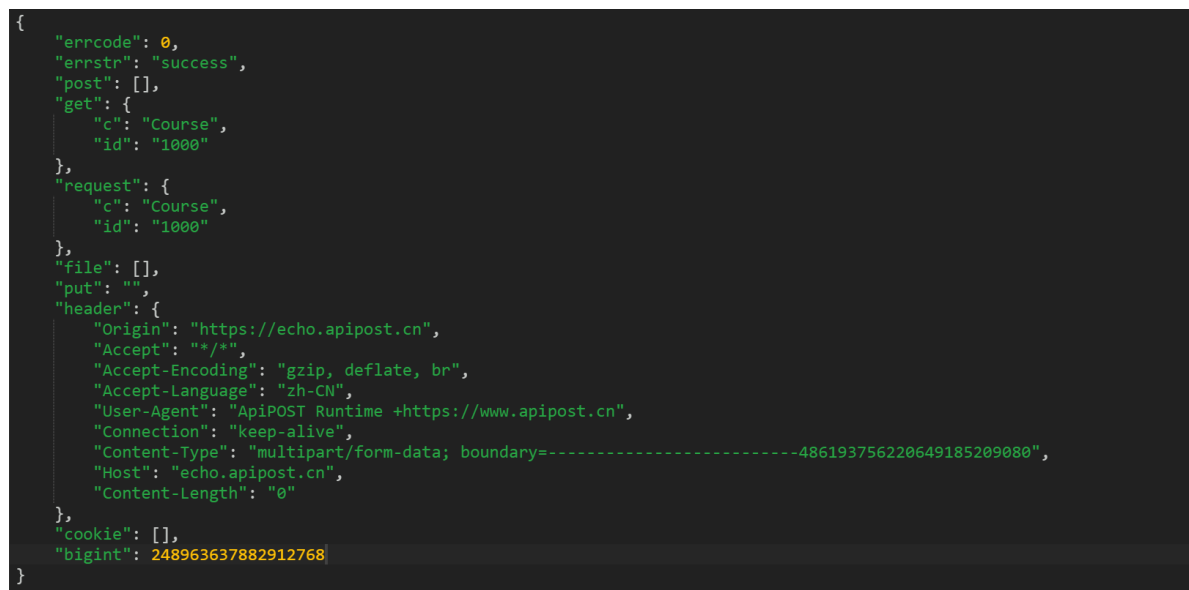 {
    "errcode": 0,
    "errstr": "success",
    "post": [],
    "get": {
        "c": "Course",
        "id": "1000"
    },
    "request": {
        "c": "Course",
        "id": "1000"
    },
    "file": [],
    "put": "",
    "header": {
        "Origin": "https://echo.apipost.cn",
        "Accept": "*/*",
        "Accept-Encoding": "gzip, deflate, br",
        "Accept-Language": "zh-CN",
        "User-Agent": "ApiPOST Runtime +https://www.apipost.cn",
        "Connection": "keep-alive",
        "Content-Type": "multipart/form-data; boundary=--------------------------486193756220649185209080",
        "Host": "echo.apipost.cn",
        "Content-Length": "0"
    },
    "cookie": [],
    "bigint": 248963637882912768
}